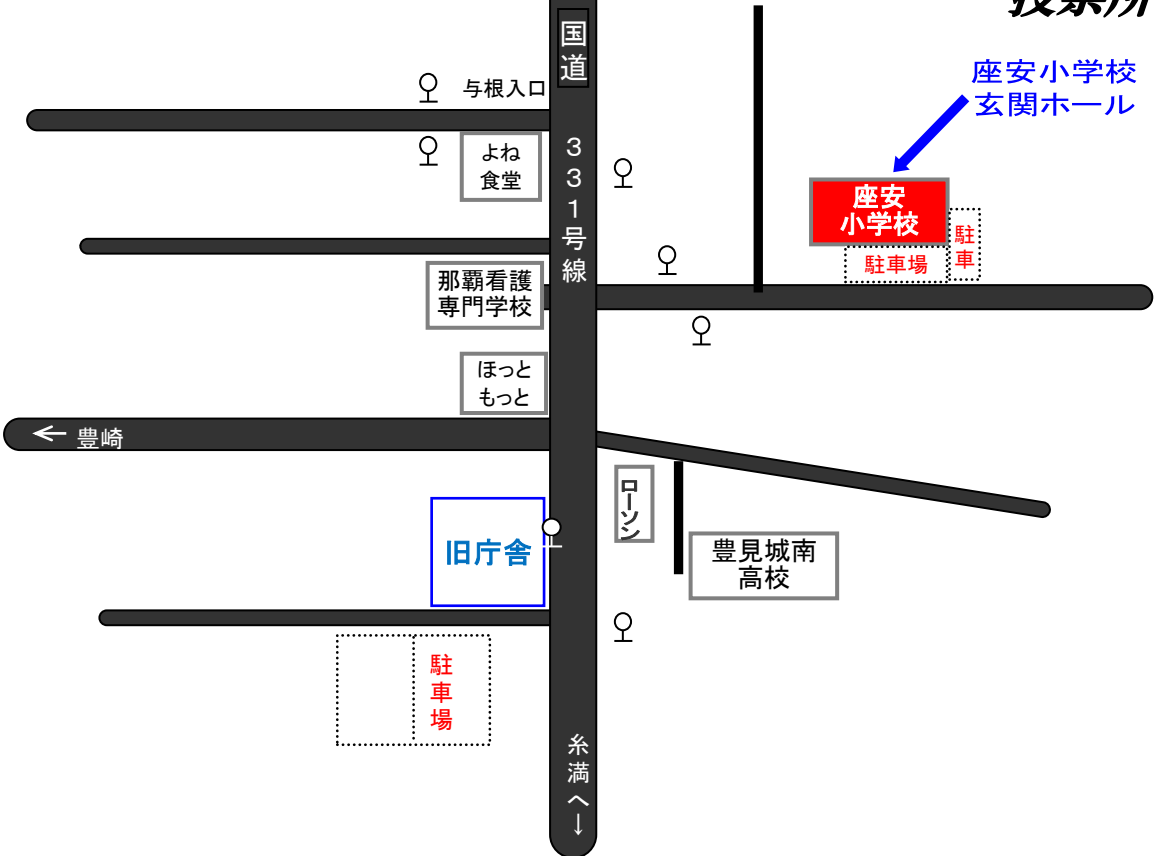 投票所
国道
331号線
座安小学校
玄関ホール
与根入口
よね
食堂
座安
小学校
駐車
駐車場
那覇看護
専門学校
ほっと
もっと
← 豊崎
ローソン
旧庁舎
豊見城南
高校
駐車場
糸満へ↓